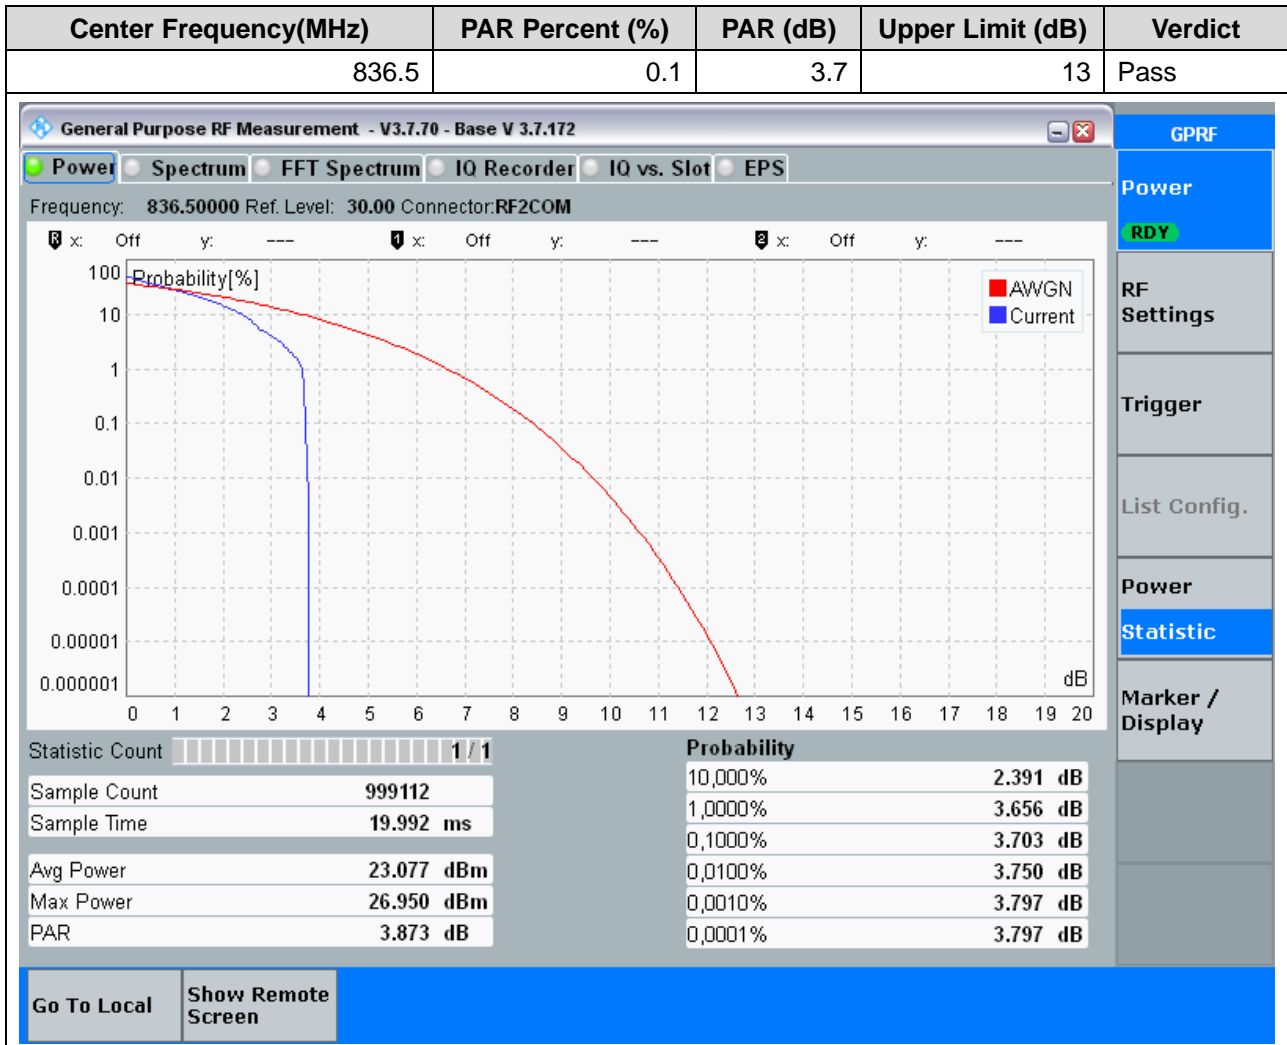 Center Frequency(MHz) PAR Percent (%) PAR (dB) Upper Limit (dB) Verdict
836.5 0.1 3.7 13 Pass
General Purpose RF Measurement - V3.7.70 - Base V 3.7.172
GPRF
Power Spectrum FFT Spectrum IQ Recorder IQ vs. Slot EPS
Power
RDY
Frequency: 836.50000 Ref. Level: 30.00 Connector:RF2COM
R x: Off y: --- 1 x: Off y: --- 2 x: Off y: ---
Probability[%]
AWGN
Current
100
10
1
0.1
0.01
0.001
0.0001
0.00001
0.000001
dB
0 1 2 3 4 5 6 7 8 9 10 11 12 13 14 15 16 17 18 19 20
RF
Settings
Trigger
List Config.
Power
Statistic
Marker /
Display
Statistic Count 1 / 1
Sample Count 999112
Sample Time 19.992 ms
Avg Power 23.077 dBm
Max Power 26.950 dBm
PAR 3.873 dB
Probability
10,000% 2.391 dB
1,0000% 3.656 dB
0,1000% 3.703 dB
0,0100% 3.750 dB
0,0010% 3.797 dB
0,0001% 3.797 dB
Go To Local
Show Remote
Screen